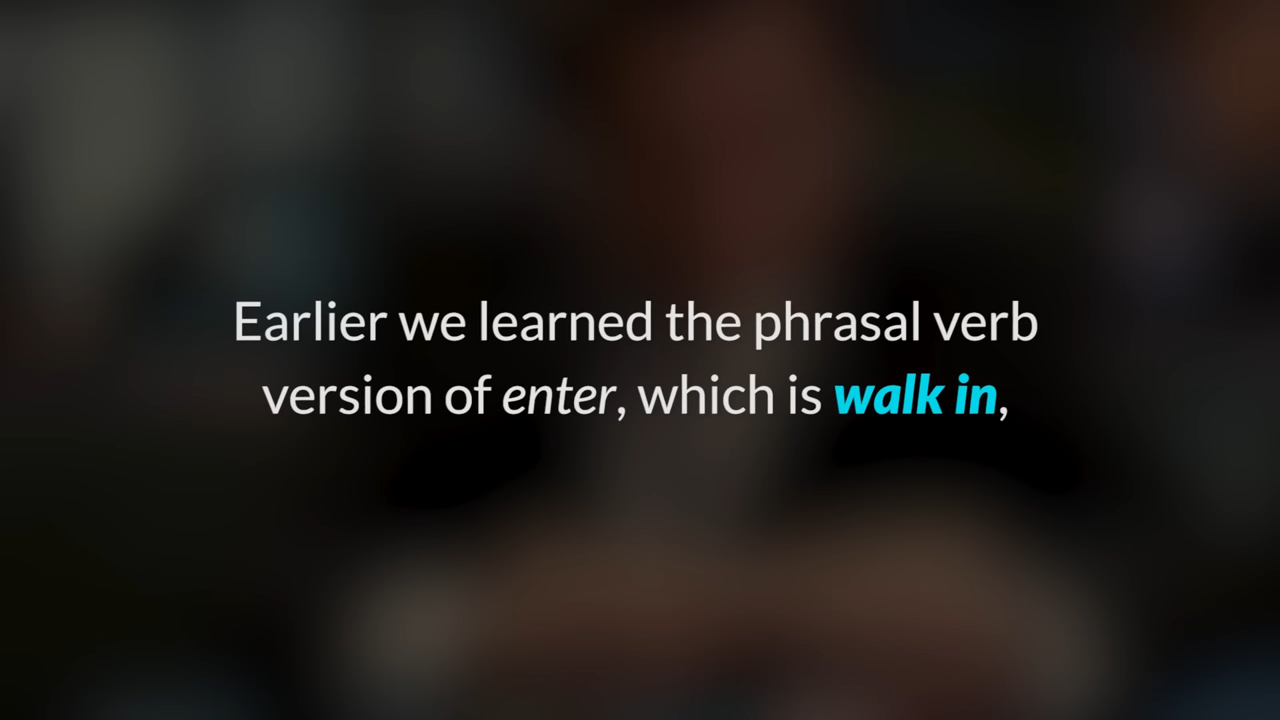 Earlier we learned the phrasal verb
version of enter, which is walk in,